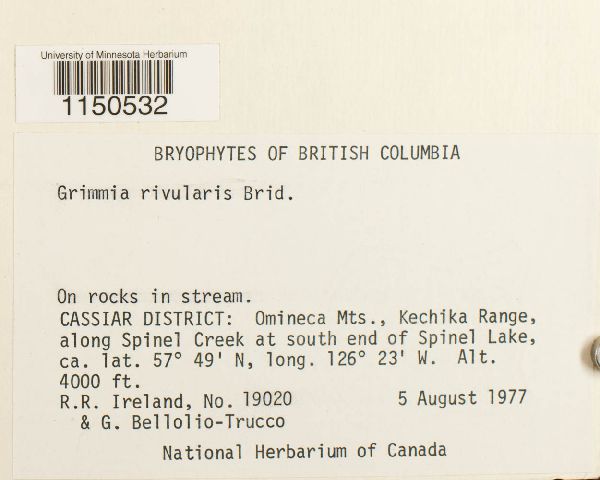 University of Minnesota Herbarium
1150532
BRYOPHYTES OF BRITISH COLUMBIA
Grimmia rivularis Brid.
On rocks in stream.
CASSIAR DISTRICT: Omineca Mts., Kechika Range,
along Spinel Creek at south end of Spinel Lake,
ca. lat. 57° 49' N, long. 126° 23' W. Alt.
4000 ft.
R.R. Ireland, No. 19020 5 August 1977
& G. Bellolio-Trucco
National Herbarium of Canada